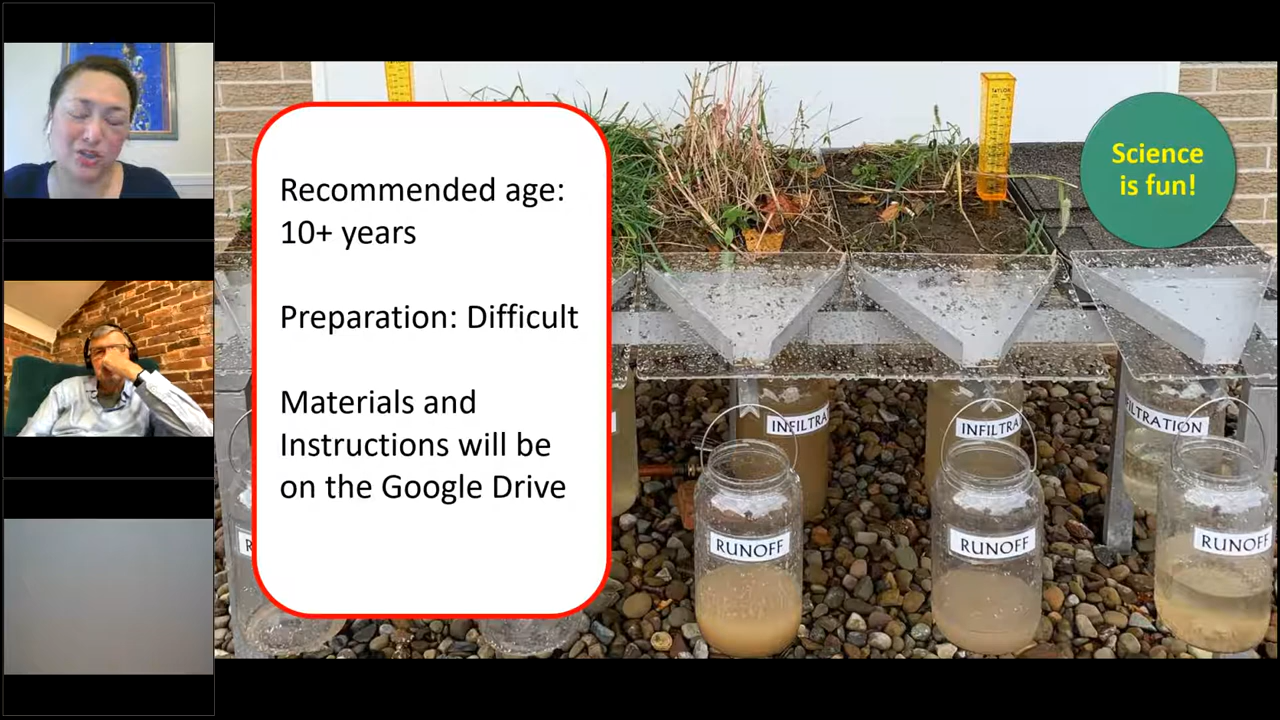 Recommended age:
10+ years
Preparation: Difficult
Materials and
Instructions will be
on the Google Drive
Science
is fun!
INFILTRA
INFILTRA
ILTRATION
RUNOFF
RUNOFF
RUNOFF
R